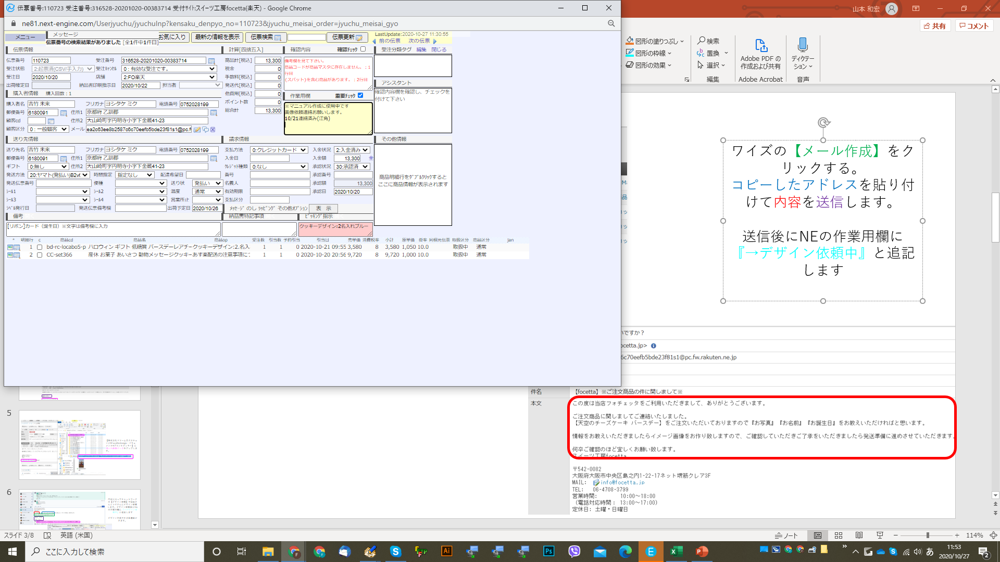 伝票番号:110723 受注番号:316528-20201020-00383714 受付サイト:スイーツ工房focetta(楽天) - Google Chrome
ne81.next-engine.com/Userjyuchu/jyuchuInp?kensaku_denpyo_no=110723&jyuchu_meisai_order=jyuchu_meisai_gyo
メニュー メッセージ お気に入り 最新の情報を表示 伝票検索 伝票更新
伝票番号の検索結果がありました [全1件中1件目]
LastUpdate:2020-10-27 11:30:55
前の伝票 次の伝票
伝票情報 計算[四捨五入] 確認内容 確認ﾁｪｯｸ 受注分類タグ 編集 閉じる
伝票番号 110723 受注番号 316528-20201020-00383714
受注状態 2:起票済(CSV/手入力) 受注ｷｬﾝｾﾙ 0 : 有効な受注です。
受注日 2020/10/20 店舗 2:FO楽天
出荷確定日 納品書印刷指示日 2020/10/22 担当者
商品計[税込] 13,300
税金 0
手数料[税込] 0
発送代[税込] 0
他費用[税込] 0
ポイント数 0
総合計 13,300
備考欄を見て下さい。
商品コードが商品マスタに存在しません。: 1
行目
{スパット}を含む商品があります。: 2行目
アシスタント
確認内容欄を確認し、チェックを
付けて下さい
作業用欄 重要ﾁｪｯｸ
※マニュアル作成に使用中です
画像依頼連絡お願いします。
10/21連絡済み(江角)
購入者情報 購入回数 : 1
購入者名 吉竹 未来 フリガナ ヨシタケ ミク 電話番号 0752028199
郵便番号 6180091 住所1 京都府 乙訓郡
顧客cd 住所2 大山崎町字円明寺小字下金蔵41-23
顧客区分 0 : 一般顧客 メール ea2c63ee8b2587c6c70eefb5bde23f81s1@pc.f
送り先情報 請求情報 その他情報
送り先名 吉竹 未来 フリガナ ヨシタケ ミク 電話番号 0752028199
郵便番号 6180091 住所1 京都府 乙訓郡
ギフト 0:無し 住所2 大山崎町字円明寺小字下金蔵41-23
発送方法 20:ヤマト(発払い)B2v6 時間指定 指定なし 配達希望日
発送伝票番号 便種 送り状 発払い
ｼｰﾙ1 ｼｰﾙ2 温度 通常
ｼｰﾙ3 ｼｰﾙ4 営業所止
ﾗﾍﾞﾙ発行日 発送伝票備考欄 出荷予定日 2020/10/26
支払方法 0:クレジットカード 入金状況 2:入金済み
入金日 入金額 13,300 全
ｸﾚｼﾞｯﾄ種類 0:なし 承認状況 30:承認済
番号 承認番号
名義人 承認額 13,300
有効期限 承認日 2020/10/20
支払区分
ﾒｯｾｰｼﾞ のし ﾗｯﾋﾟﾝｸﾞ その他ｵﾌﾟｼｮﾝ 表 示
商品明細行をﾀﾞﾌﾞﾙｸﾘｯｸすると
ここに商品情報が表示されます
備考 納品書特記事項 ピッキング指示
[リボン]カード（誕生日）※文字は備考欄に入力
クッキーデザイン:2名入れブルー
明細行 c 商品cd 商品名 商品op 受注数 引当数 予約引当 引当日 売単価 消費税率 小計 原単価 掛率 同梱元伝票 取扱区分 商品区分 jan
1 bd-rc-locabo5-p ハロウィン ギフト 低糖質 バースデーレアチークッキーデザイン:2.名入 1 1 0 2020-10-21 09:55 3,580 8 3,580 1,050 10.0 取扱中 通常
2 CC-set366 産休 お菓子 あいさつ 動物メッセージクッキーあす楽配送の注意事項につ 1 1 0 2020-10-20 20:56 9,720 8 9,720 1,000 10.0 取扱中 通常
山本 和宏
共有 コメント
図形の塗りつぶし
図形の枠線
図形の効果
検索
置換
選択
編集
Adobe PDF の
作成および共有
Adobe Acrobat
ディクテー
ション
音声
ワイズの【メール作成】をク
リックする。
コピーしたアドレスを貼り付
けて内容を送信します。
送信後にNEの作業用欄に
『→デザイン依頼中』と追記
します
いですか？
ocetta.jp>
6c70eefb5bde23f81s1@pc.fw.rakuten.ne.jp
件名 【focetta】※ご注文商品の件に関しまして※
本文 この度は当店フォチェッタをご利用いただきまして、ありがとうございます。
ご注文商品に関しましてご連絡いたしました。
【天空のチーズケーキ バースデー】をご注文いただいておりますので『お写真』『お名前』『お誕生日』をお教えいただければと思います。
情報をお教えいただきましたらイメージ画像をお作り致しますので、ご確認していただきご了承をいただきましたら発送準備に進めさせていただきます。
何卒ご確認のほど宜しくお願い致します。
スイーツ工房focetta
〒542-0082
大阪府大阪市中央区島之内1-22-17ネット堺筋クレア3F
MAIL: info@focetta.jp
TEL: 06-4708-3799
営業時間: 10:00～18:00
（電話対応時間: 13:00～17:00）
定休日: 土曜・日曜日
5
6
スライド 3/8 英語 (米国) ノート 114%
ここに入力して検索
あ 11:53
2020/10/27
2